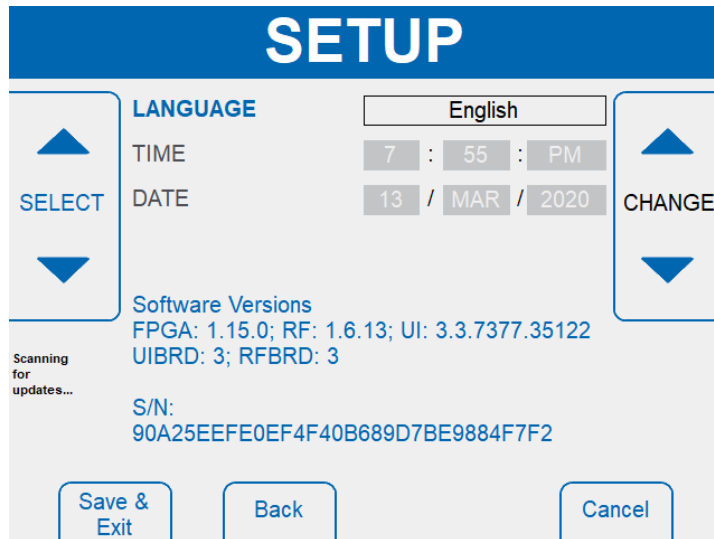 SETUP
LANGUAGE English
TIME 7 : 55 : PM
SELECT
DATE 13 / MAR / 2020
CHANGE
Software Versions
FPGA: 1.15.0; RF: 1.6.13; UI: 3.3.7377.35122
UIBRD: 3; RFBRD: 3
Scanning
for
updates...
S/N:
90A25EEFE0EF4F40B689D7BE9884F7F2
Save &
Exit
Back
Cancel